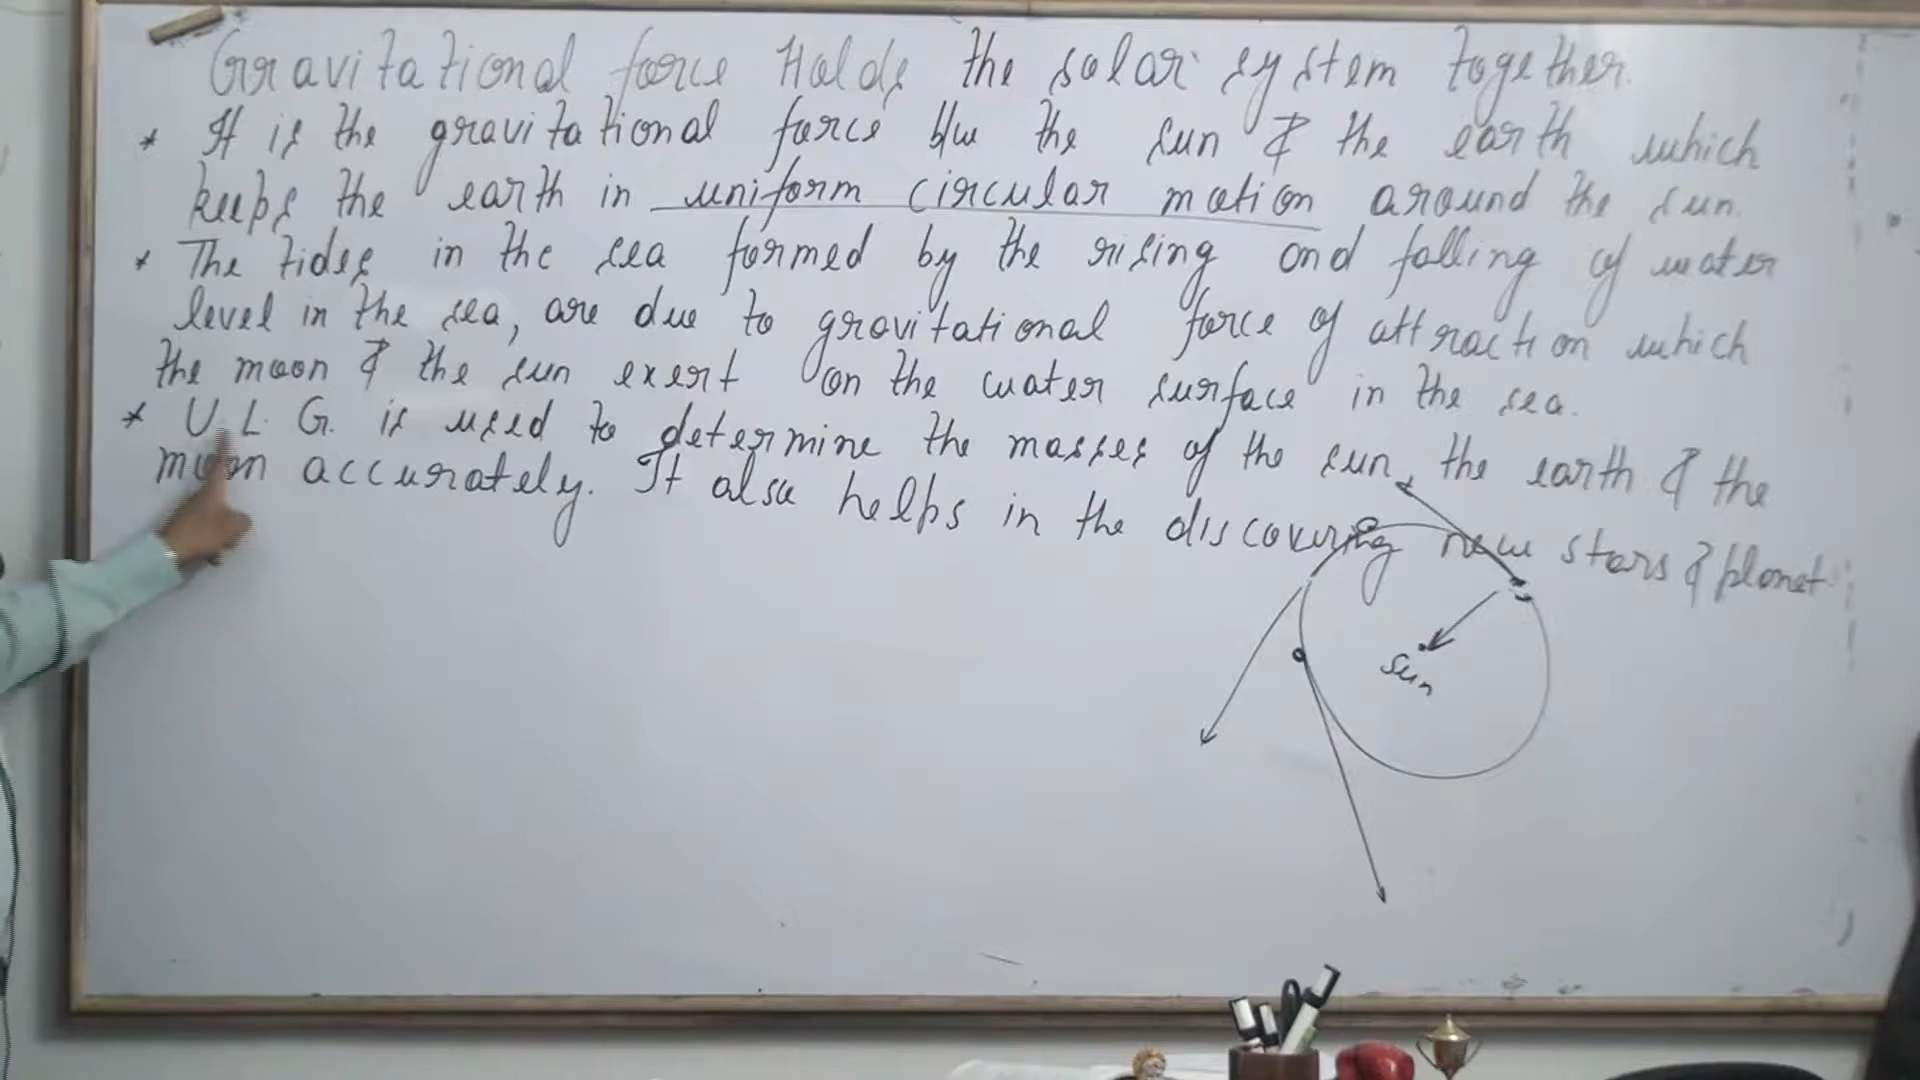 Gravitational force Holds the solar system together.
* It is the gravitational force b/w the sun & the earth which
keeps the earth in uniform circular motion around the sun.
* The tides in the sea formed by the rising and falling of water
level in the sea, are due to gravitational force of attraction which
the moon & the sun exert on the water surface in the sea.
* U. L. G. is used to determine the masses of the sun, the earth & the
moon accurately. It also helps in the discovering new stars & planet
Sun